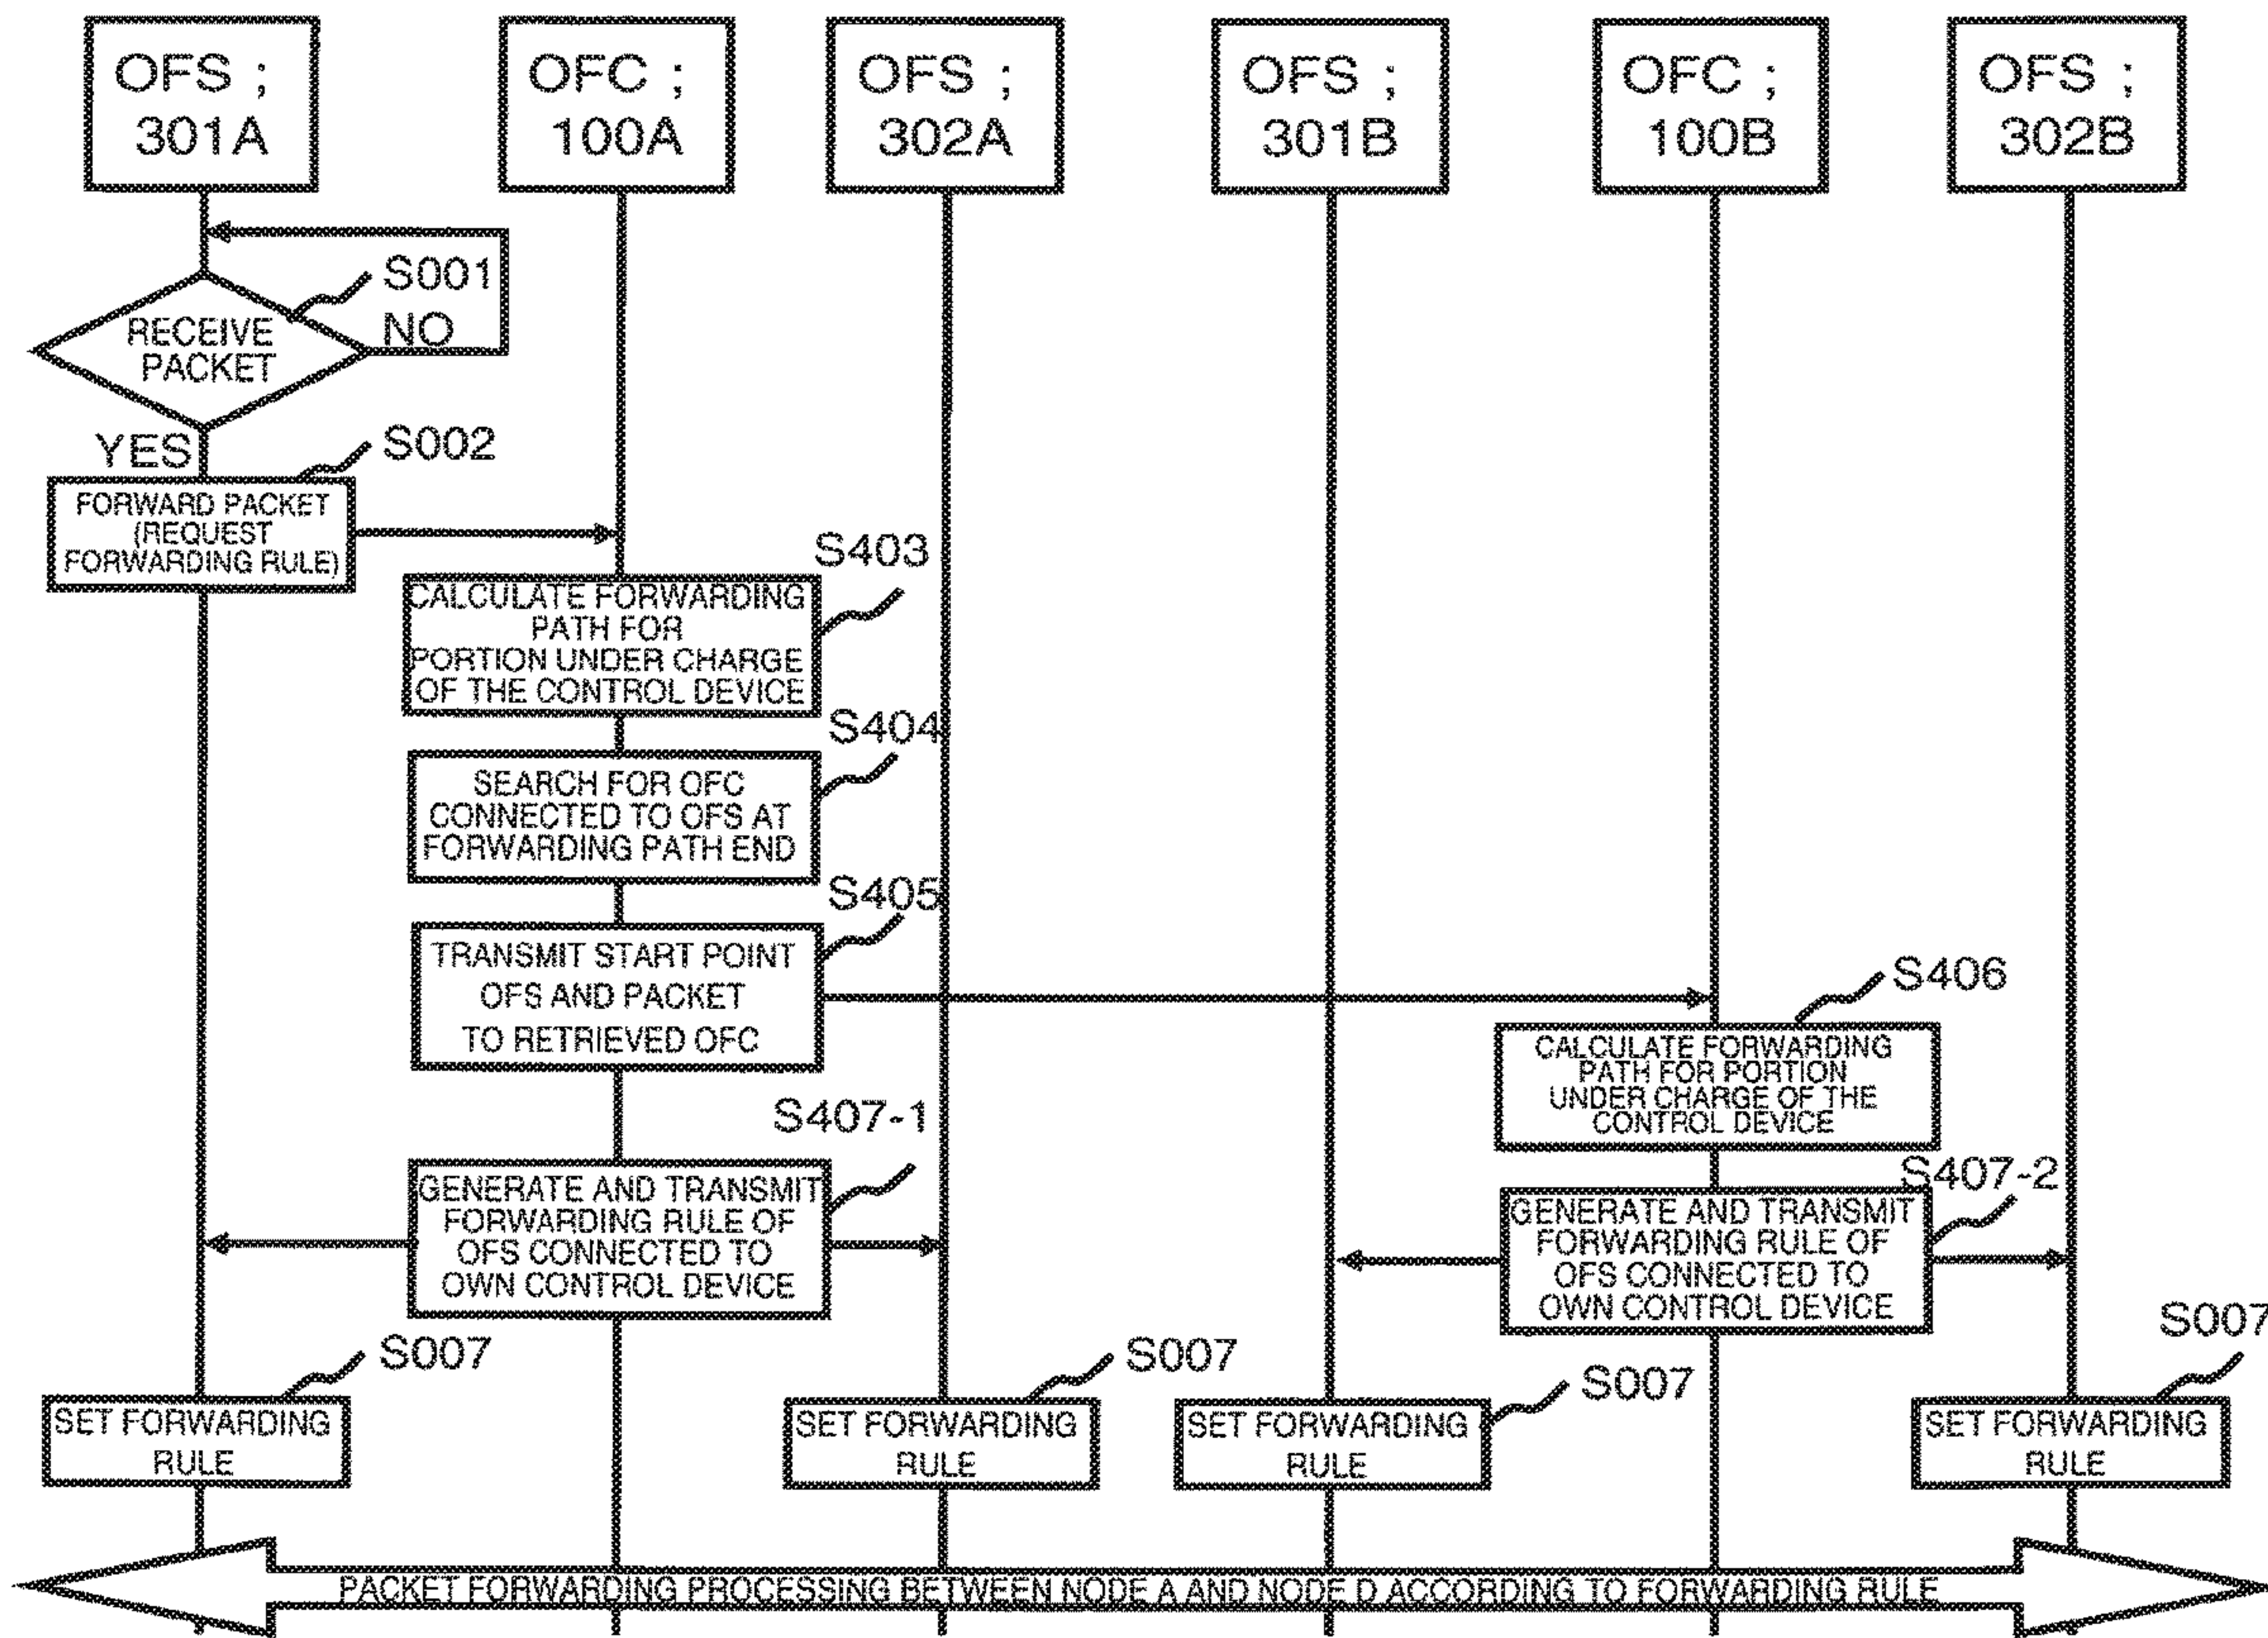 OFS ;
301A
OFC ;
100A
OFS ;
302A
OFS ;
301B
OFC ;
100B
OFS ;
302B
S001
RECEIVE
PACKET
NO
YES
S002
FORWARD PACKET
(REQUEST
FORWARDING RULE)
S403
CALCULATE FORWARDING
PATH FOR
PORTION UNDER CHARGE
OF THE CONTROL DEVICE
S404
SEARCH FOR OFC
CONNECTED TO OFS AT
FORWARDING PATH END
S405
TRANSMIT START POINT
OFS AND PACKET
TO RETRIEVED OFC
S406
CALCULATE FORWARDING
PATH FOR PORTION
UNDER CHARGE OF THE
CONTROL DEVICE
S407-1
GENERATE AND TRANSMIT
FORWARDING RULE OF
OFS CONNECTED TO
OWN CONTROL DEVICE
S407-2
GENERATE AND TRANSMIT
FORWARDING RULE OF
OFS CONNECTED TO
OWN CONTROL DEVICE
S007
SET FORWARDING
RULE
S007
SET FORWARDING
RULE
S007
SET FORWARDING
RULE
S007
SET FORWARDING
RULE
PACKET FORWARDING PROCESSING BETWEEN NODE A AND NODE D ACCORDING TO FORWARDING RULE